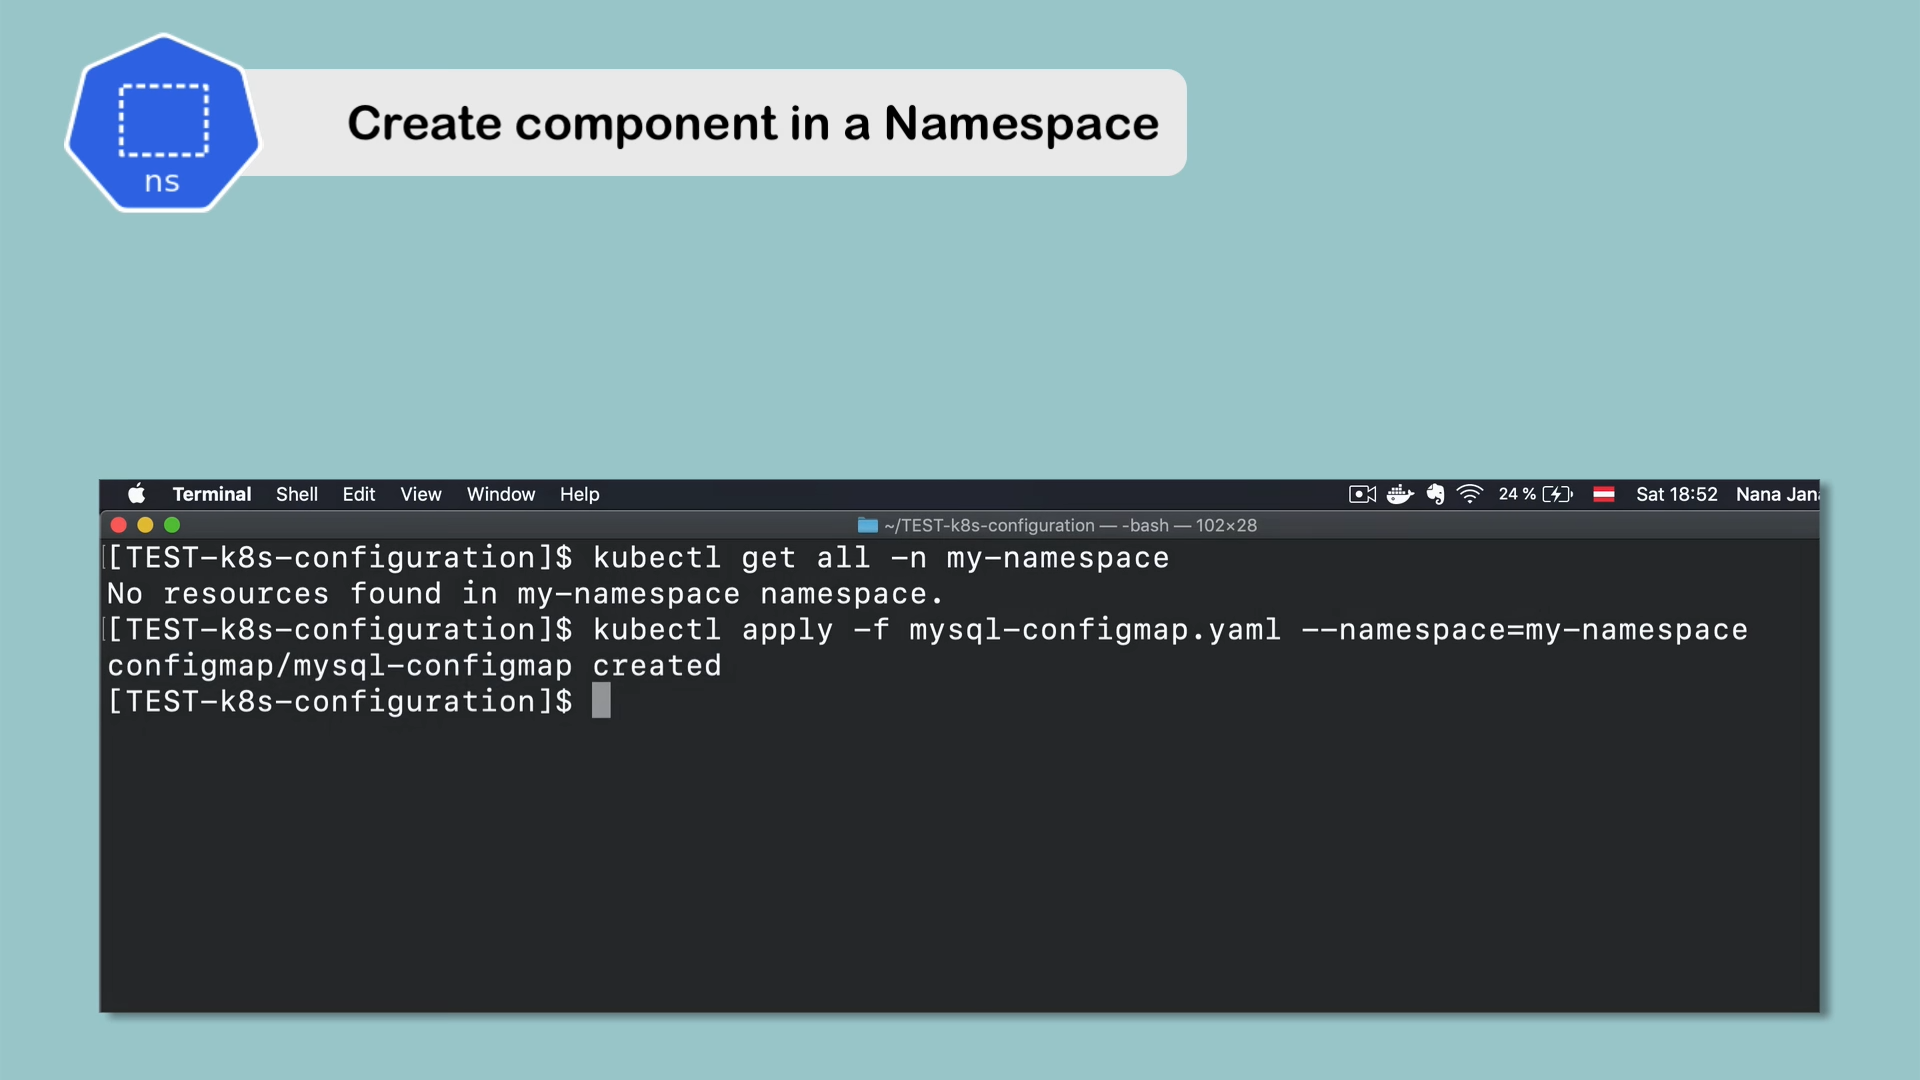 ns
Create component in a Namespace
Terminal Shell Edit View Window Help 24 % Sat 18:52 Nana Jana
~/TEST-k8s-configuration — -bash — 102×28
[[TEST-k8s-configuration]$ kubectl get all -n my-namespace
No resources found in my-namespace namespace.
[[TEST-k8s-configuration]$ kubectl apply -f mysql-configmap.yaml --namespace=my-namespace
configmap/mysql-configmap created
[TEST-k8s-configuration]$